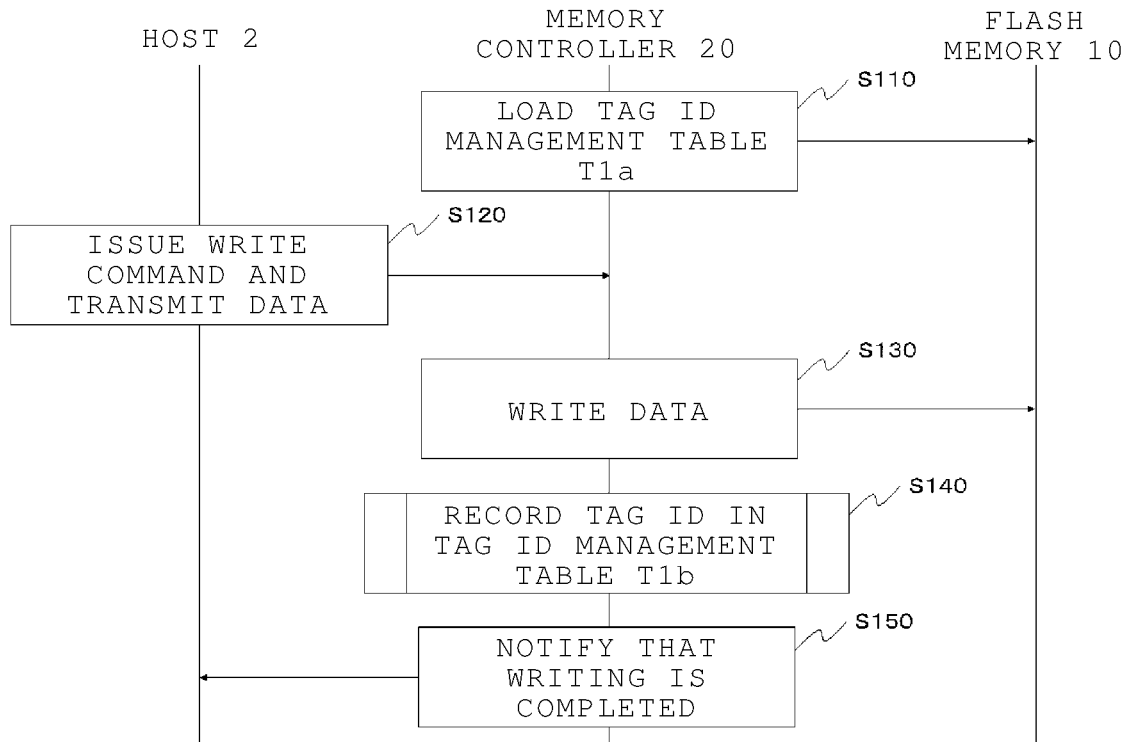 HOST 2
MEMORY
CONTROLLER 20
FLASH
MEMORY 10
S110
LOAD TAG ID
MANAGEMENT TABLE
T1a
S120
ISSUE WRITE
COMMAND AND
TRANSMIT DATA
S130
WRITE DATA
S140
RECORD TAG ID IN
TAG ID MANAGEMENT
TABLE T1b
S150
NOTIFY THAT
WRITING IS
COMPLETED